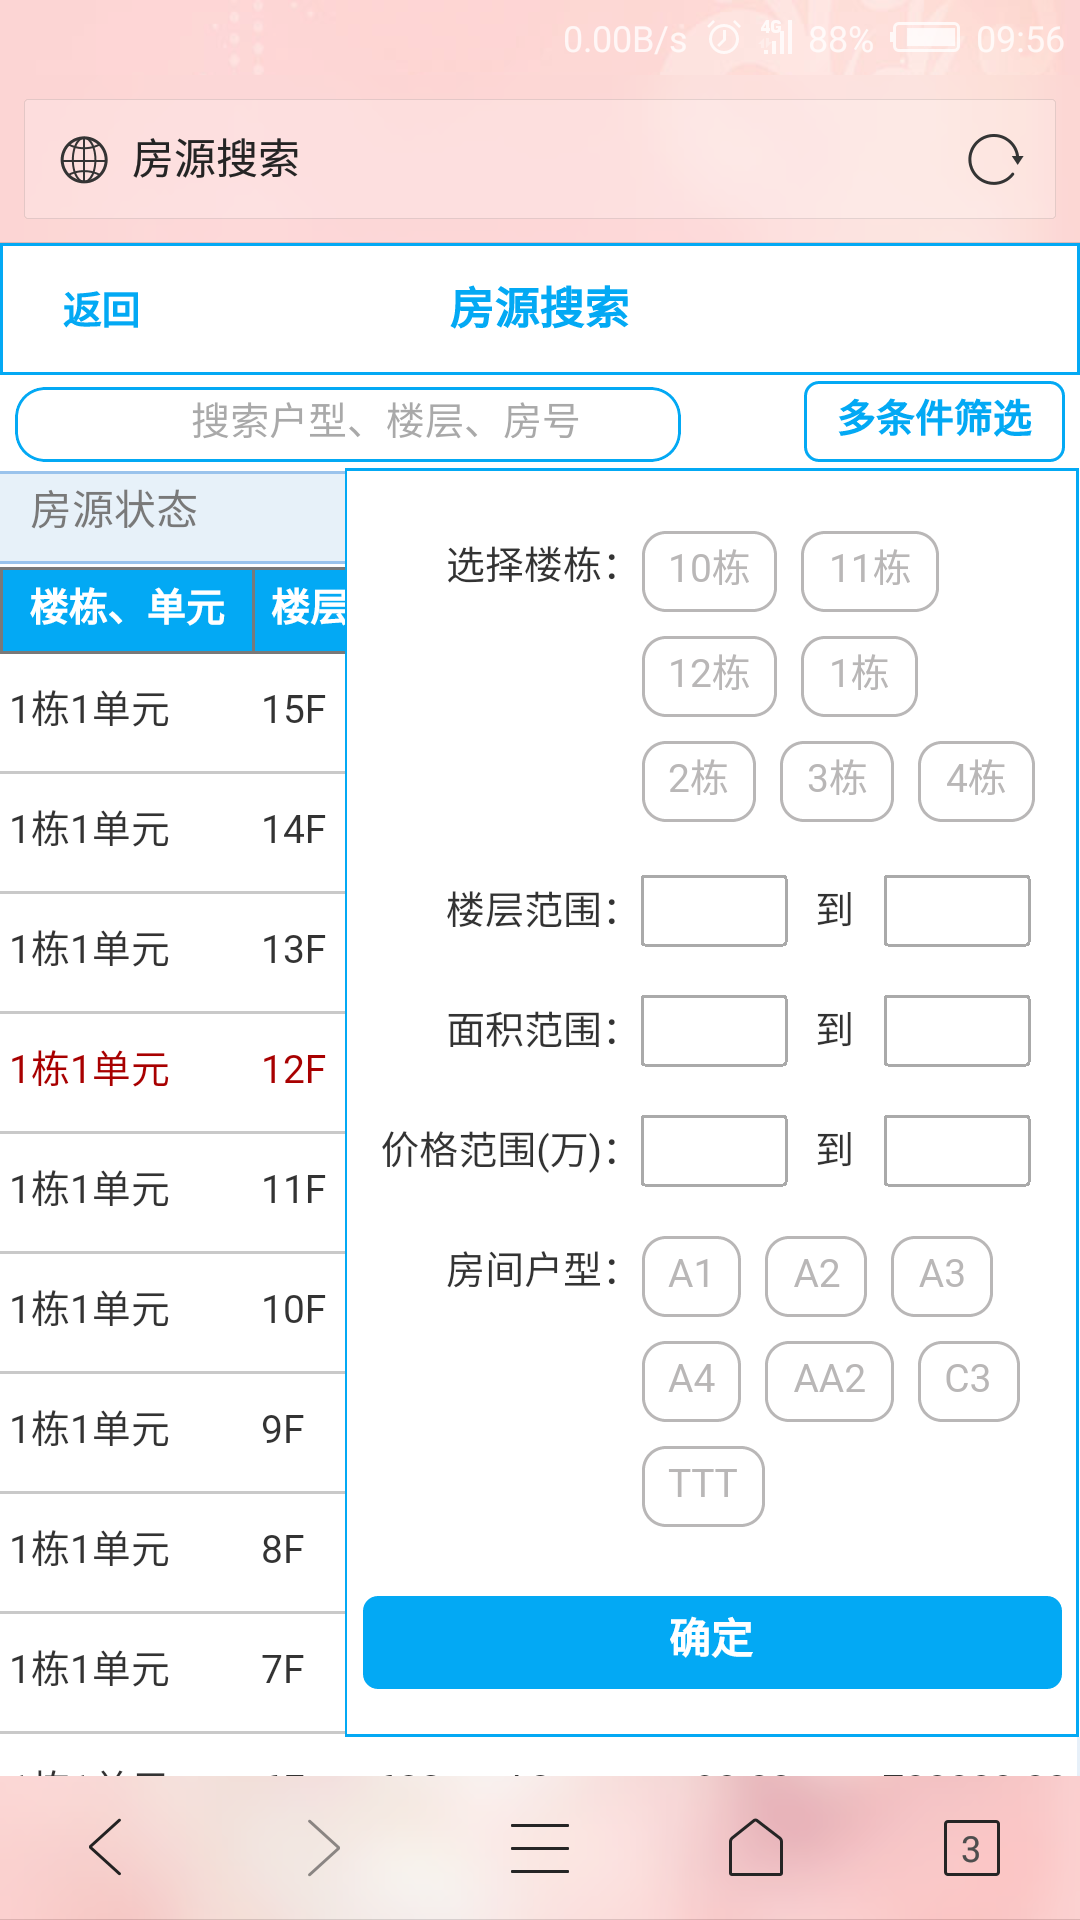 0.00B/s 4G 88% 09:56
房源搜索
返回 房源搜索
搜索户型、楼层、房号 多条件筛选
房源状态
楼栋、单元 楼层
1栋1单元 15F
1栋1单元 14F
1栋1单元 13F
1栋1单元 12F
1栋1单元 11F
1栋1单元 10F
1栋1单元 9F
1栋1单元 8F
1栋1单元 7F
选择楼栋： 10栋 11栋
12栋 1栋
2栋 3栋 4栋
楼层范围： 到
面积范围： 到
价格范围(万)： 到
房间户型： A1 A2 A3
A4 AA2 C3
TTT
确定
3